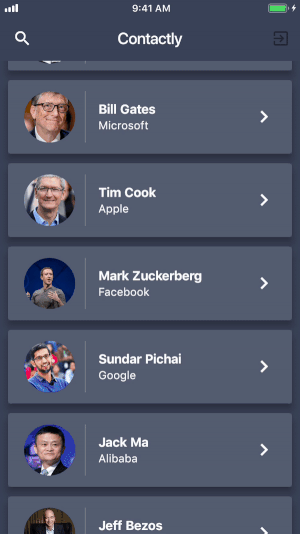 9:41 AM
Contactly
Bill Gates
Microsoft
Tim Cook
Apple
Mark Zuckerberg
Facebook
Sundar Pichai
Google
Jack Ma
Alibaba
Jeff Bezos